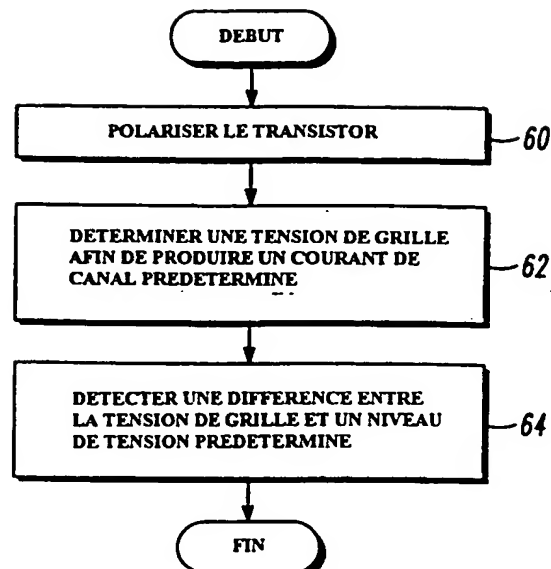 DEBUT
POLARISER LE TRANSISTOR
60
DETERMINER UNE TENSION DE GRILLE
AFIN DE PRODUIRE UN COURANT DE
CANAL PREDETERMINE
62
DETECTER UNE DIFFERENCE ENTRE
LA TENSION DE GRILLE ET UN NIVEAU
DE TENSION PREDETERMINE
64
FIN